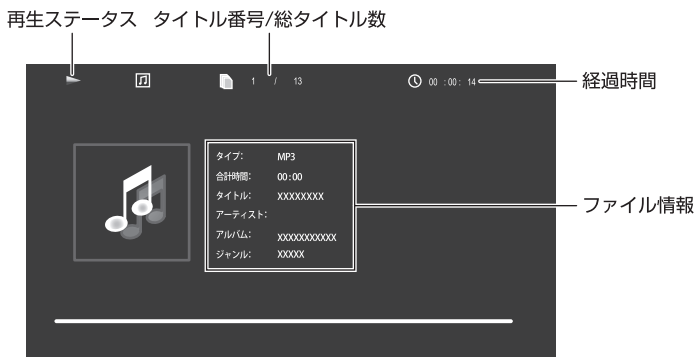 再生ステータス タイトル番号/総タイトル数
1 / 13 00 :00: 14 経過時間
タイプ: MP3
合計時間: 00:00
タイトル: XXXXXXXX
アーティスト:
アルバム: XXXXXXXXXXX
ジャンル: XXXXX
ファイル情報